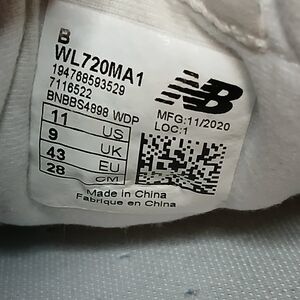 B
WL720MA1
194768593529
7116522
BNBBS4898 WDP
11 US
9 UK
43 EU
28 CM
NB
MFG:11/2020
LOC:1
Made in China
Fabriqué en Chine